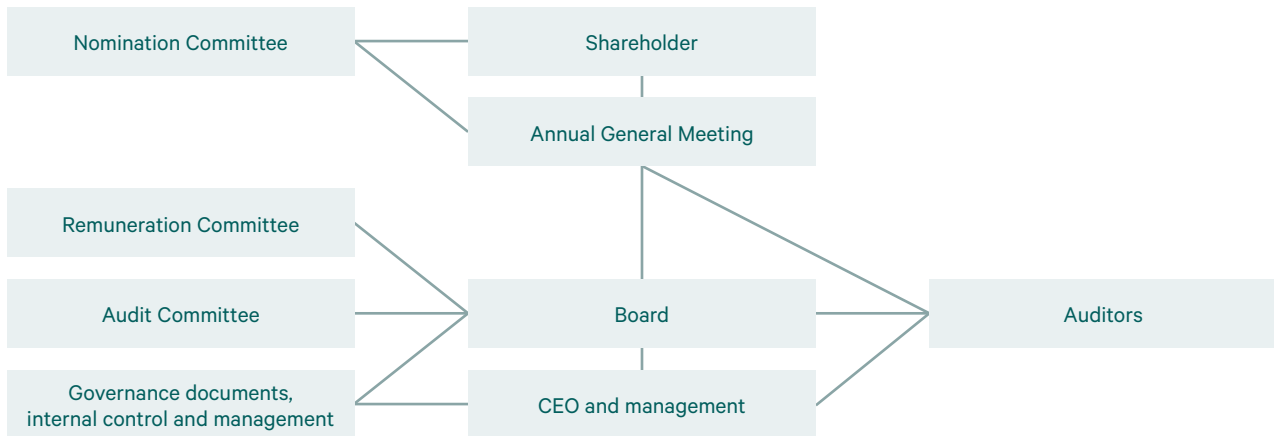 Nomination Committee
Shareholder
Annual General Meeting
Remuneration Committee
Audit Committee
Board
Auditors
Governance documents,
internal control and management
CEO and management